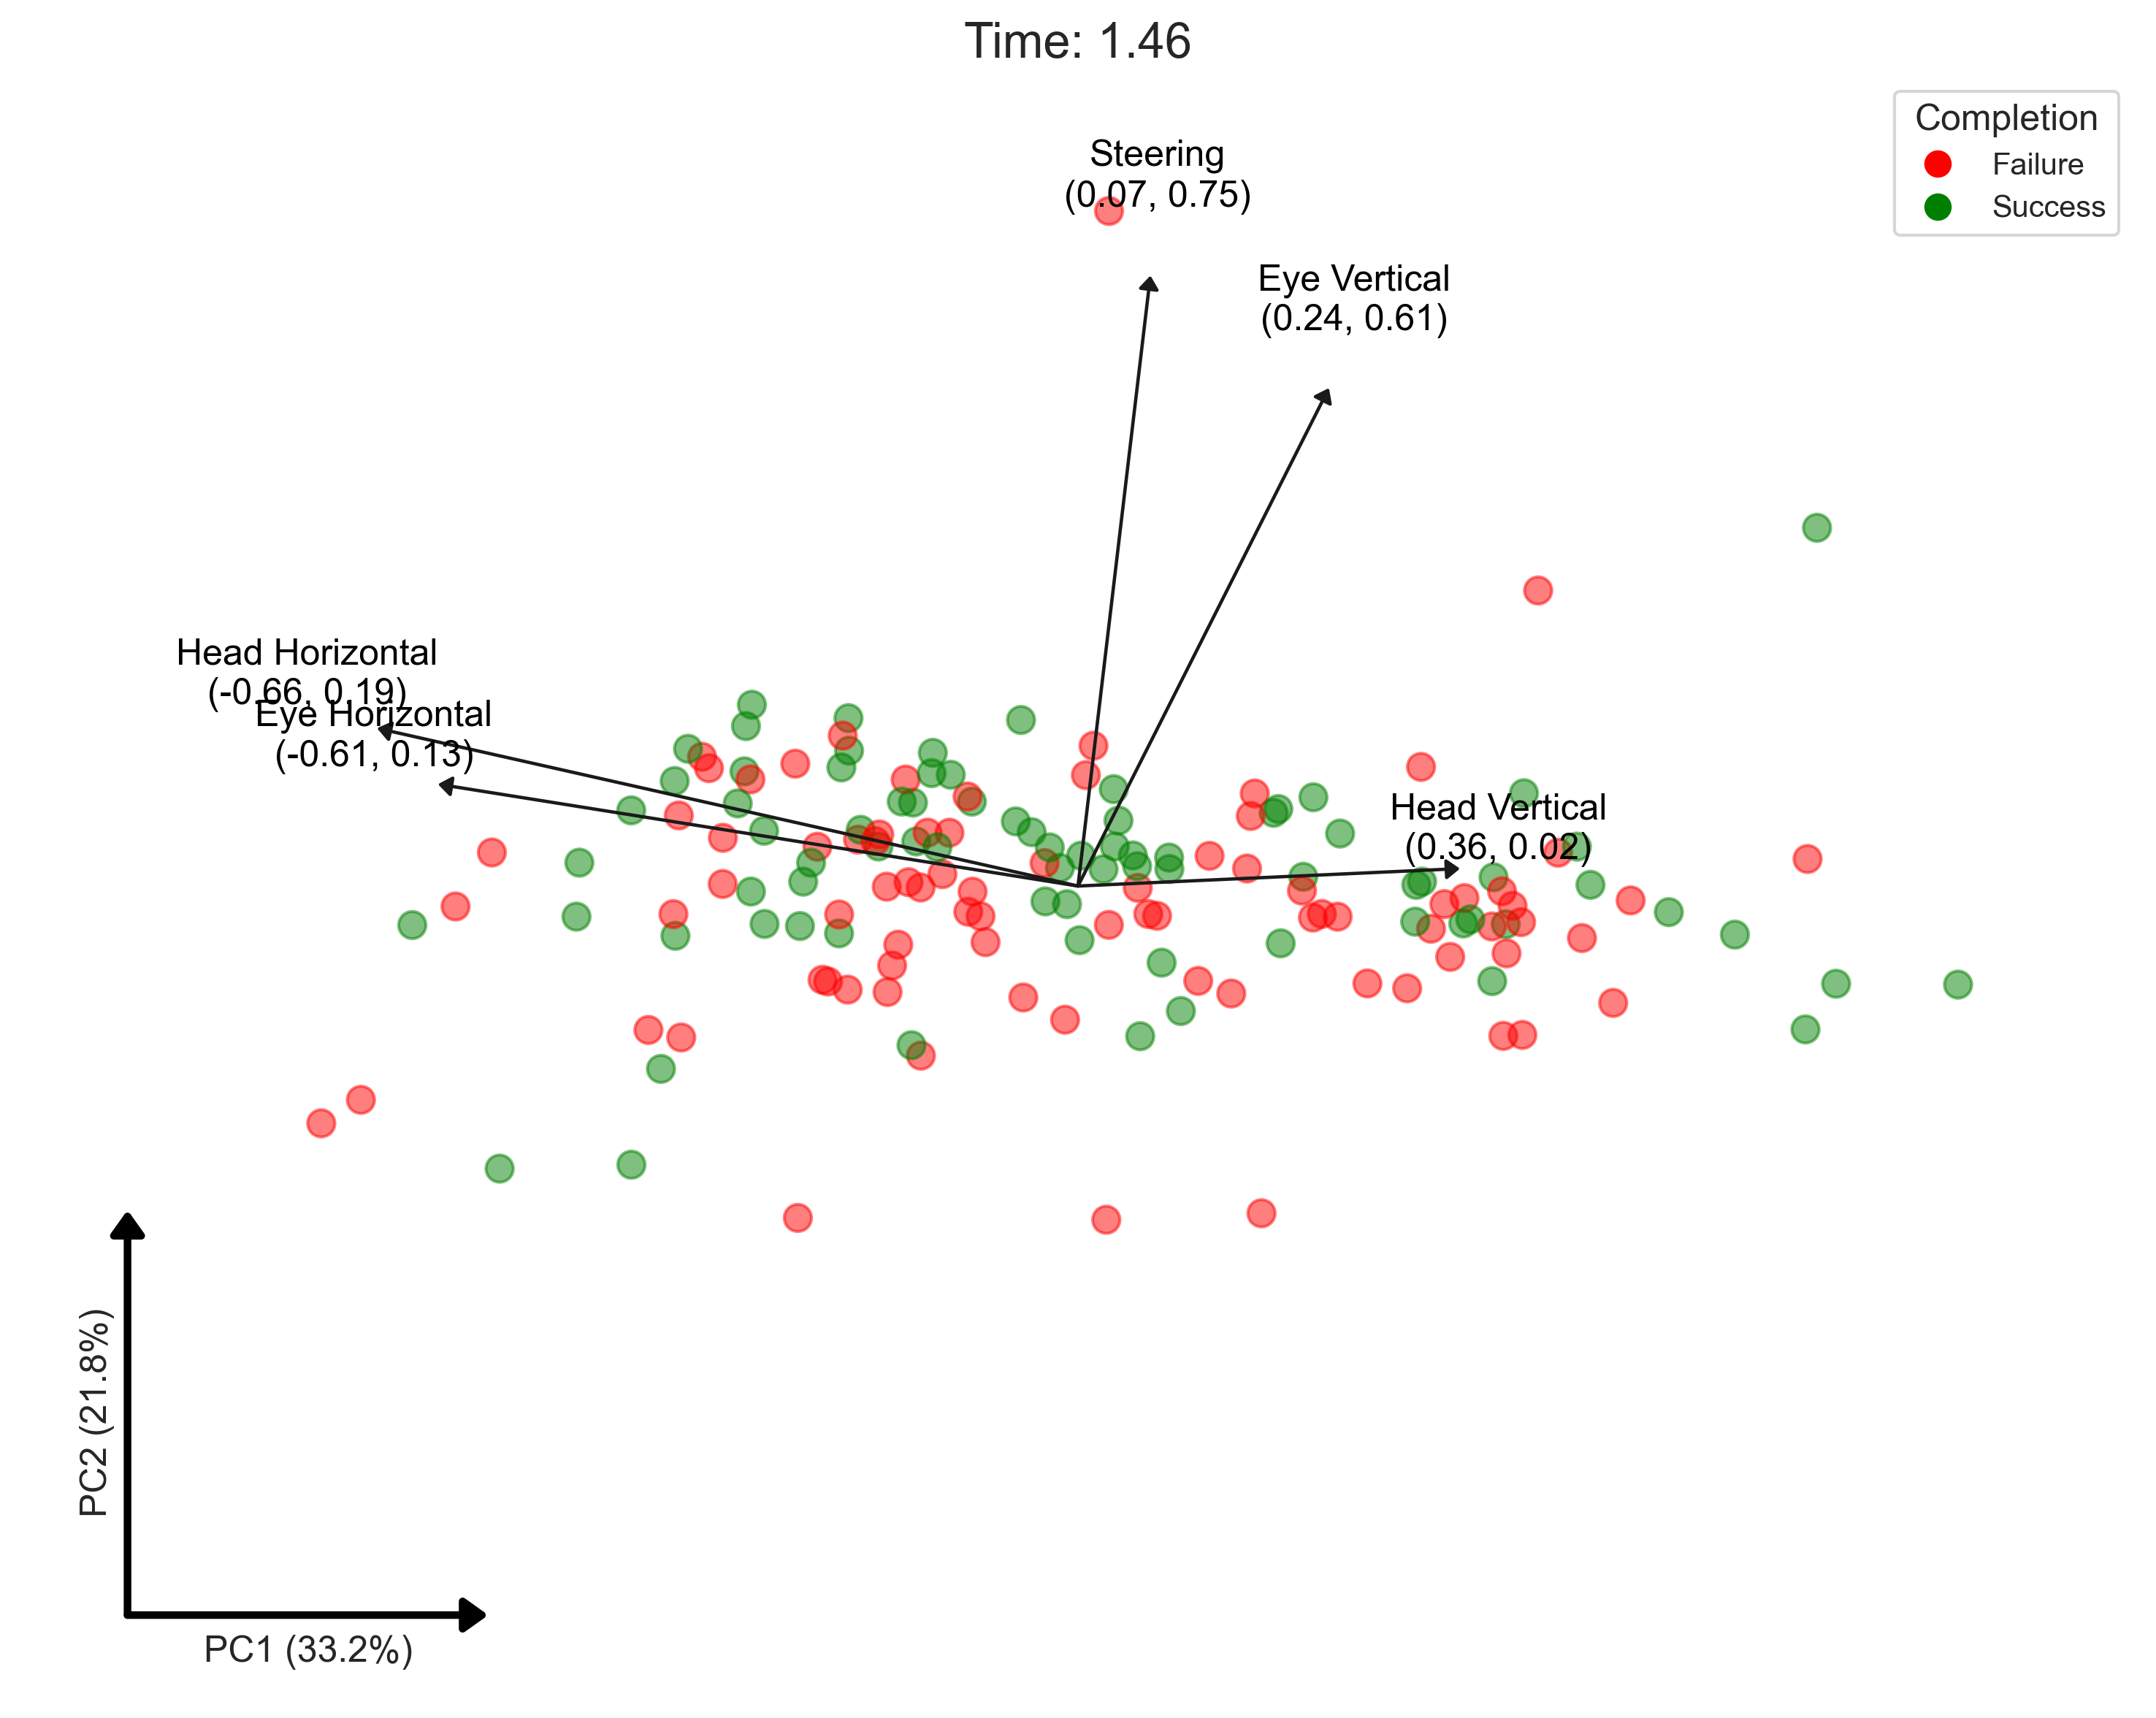 Time: 1.46
Completion
Failure
Success
Steering
(0.07, 0.75)
Eye Vertical
(0.24, 0.61)
Head Horizontal
(-0.66, 0.19)
Eye Horizontal
(-0.61, 0.13)
Head Vertical
(0.36, 0.02)
PC2 (21.8%)
PC1 (33.2%)